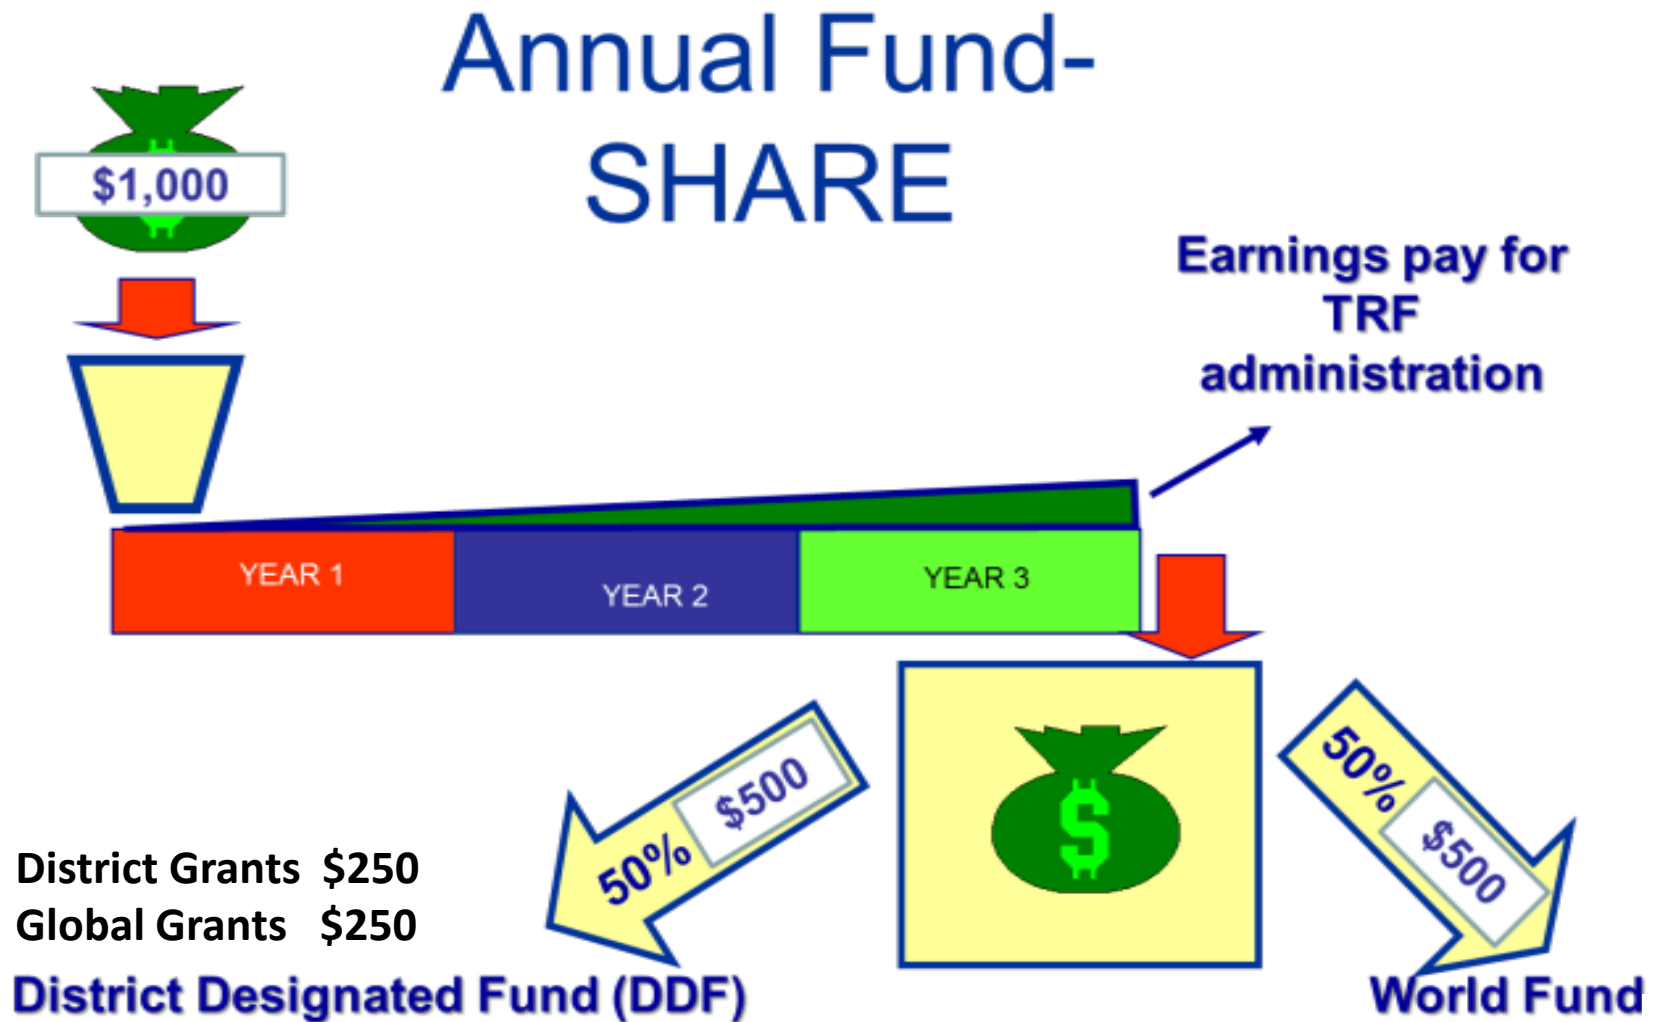 Annual Fund-
SHARE
$1,000
Earnings pay for
TRF
administration
YEAR 1
YEAR 2
YEAR 3
$
50% $500
50% $500
District Grants $250
Global Grants $250
District Designated Fund (DDF)
World Fund